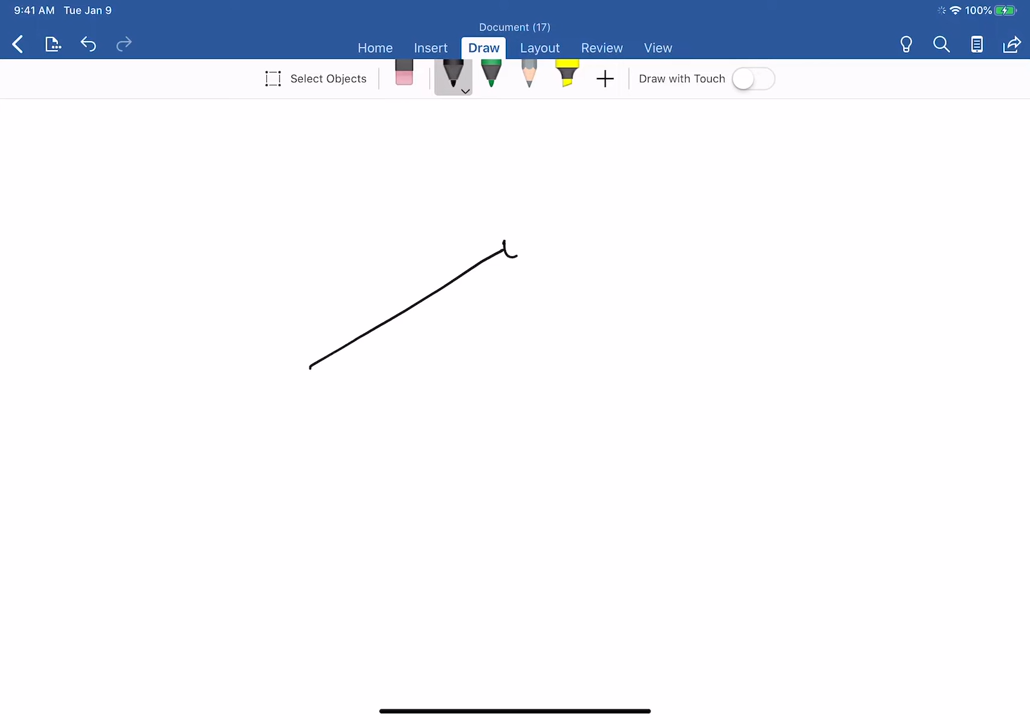 9:41 AM Tue Jan 9
100%
Document (17)
Home Insert Draw Layout Review View
Select Objects
Draw with Touch